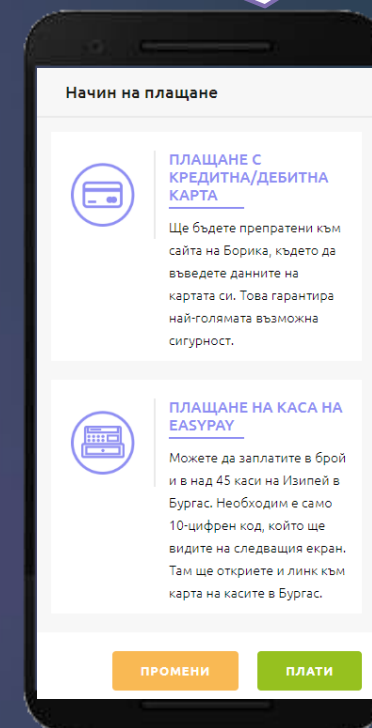 Начин на плащане
ПЛАЩАНЕ С
КРЕДИТНА/ДЕБИТНА
КАРТА
Ще бъдете препратени към
сайта на Борика, където да
въведете данните на
картата си. Това гарантира
най-голямата възможна
сигурност.
ПЛАЩАНЕ НА КАСА НА
EASYPAY
Можете да заплатите в брой
и в над 45 каси на Изипей в
Бургас. Необходим е само
10-цифрен код, който ще
видите на следващия екран.
Там ще откриете и линк към
карта на касите в Бургас.
ПРОМЕНИ ПЛАТИ